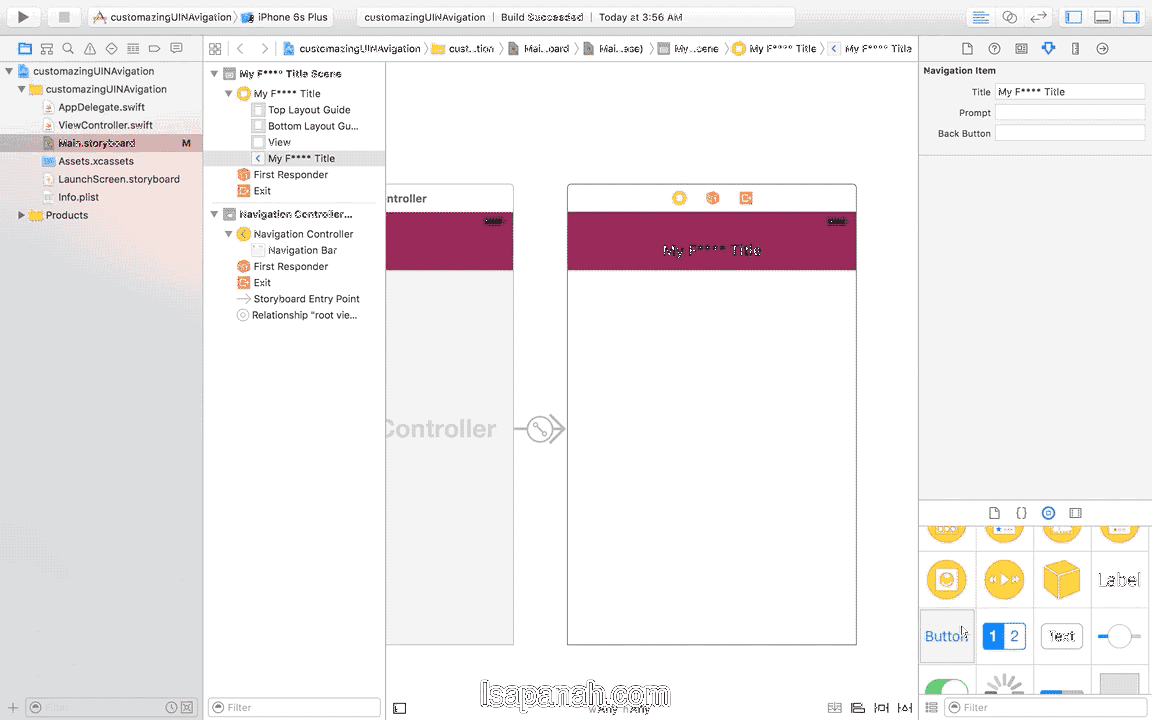 customazingUINAvigation iPhone 6s Plus
customazingUINAvigation | Build Succeeded | Today at 3:56 AM
customazingUINAvigation cust...tion Mai...oard Mai...ase) My...cene My F**** Title My F**** Title
customazingUINAvigation
customazingUINAvigation
AppDelegate.swift
ViewController.swift
Main.storyboard M
Assets.xcassets
LaunchScreen.storyboard
Info.plist
Products
Filter
My F**** Title Scene
My F**** Title
Top Layout Guide
Bottom Layout Gu...
View
My F**** Title
First Responder
Exit
Navigation Controller...
Navigation Controller
Navigation Bar
First Responder
Exit
Storyboard Entry Point
Relationship "root vie...
Filter
ntroller
Controller
My F**** Title
wAny hAny
lsapanah.com
Navigation Item
Title My F**** Title
Prompt
Back Button
Label
Button 1 2 Text
Filter